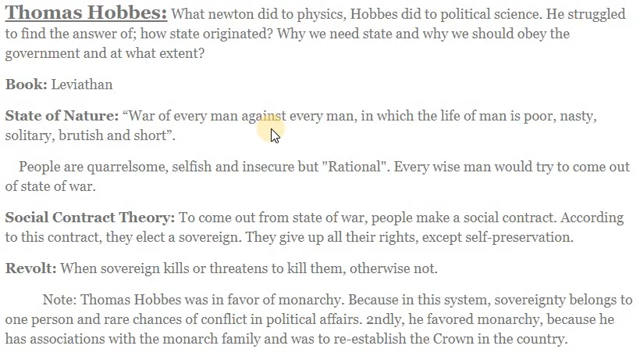 Thomas Hobbes: What newton did to physics, Hobbes did to political science. He struggled
to find the answer of; how state originated? Why we need state and why we should obey the
government and at what extent?
Book: Leviathan
State of Nature: “War of every man against every man, in which the life of man is poor, nasty,
solitary, brutish and short”.
People are quarrelsome, selfish and insecure but "Rational". Every wise man would try to come out
of state of war.
Social Contract Theory: To come out from state of war, people make a social contract. According
to this contract, they elect a sovereign. They give up all their rights, except self-preservation.
Revolt: When sovereign kills or threatens to kill them, otherwise not.
Note: Thomas Hobbes was in favor of monarchy. Because in this system, sovereignty belongs to
one person and rare chances of conflict in political affairs. 2ndly, he favored monarchy, because he
has associations with the monarch family and was to re-establish the Crown in the country.